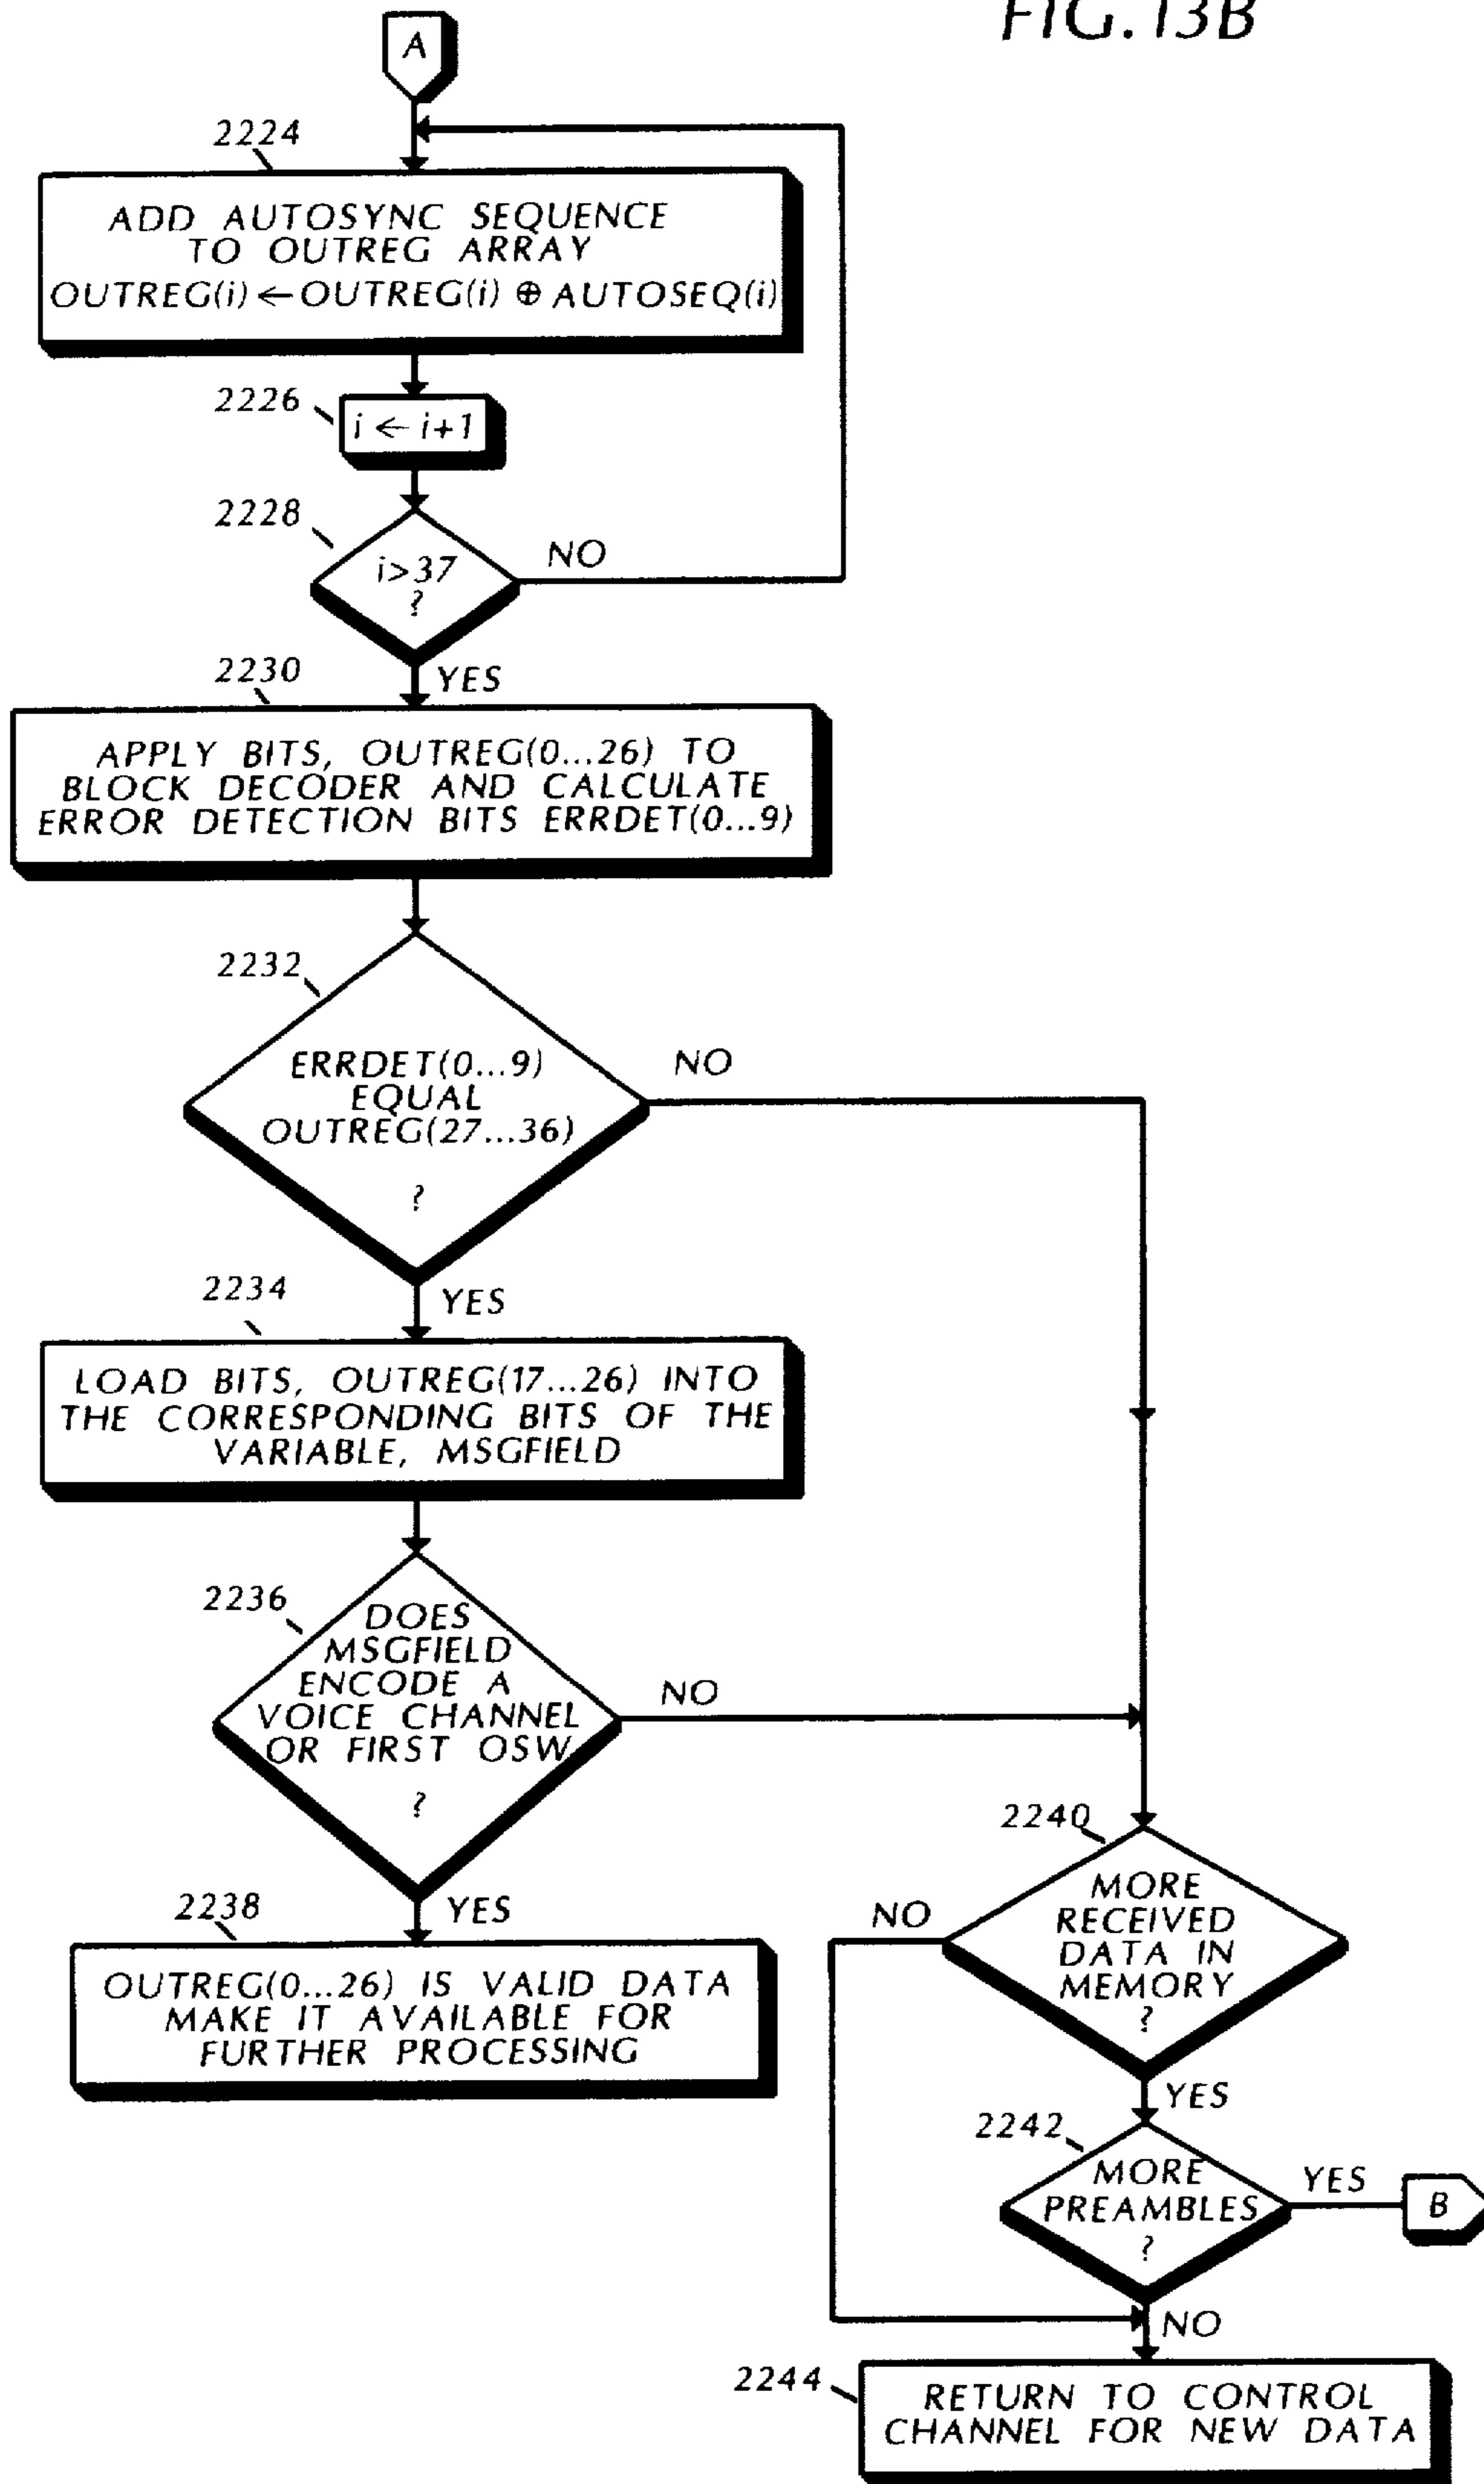 FIG. 13B
A
2224
ADD AUTOSYNC SEQUENCE
TO OUTREG ARRAY
OUTREG(i) ← OUTREG(i) ⊕ AUTOSEQ(i)
2226
i ← i+1
2228
i>37
?
NO
YES
2230
APPLY BITS, OUTREG(0...26) TO
BLOCK DECODER AND CALCULATE
ERROR DETECTION BITS ERRDET(0...9)
2232
ERRDET(0...9)
EQUAL
OUTREG(27...36)
?
NO
YES
2234
LOAD BITS, OUTREG(17...26) INTO
THE CORRESPONDING BITS OF THE
VARIABLE, MSGFIELD
2236
DOES
MSGFIELD
ENCODE A
VOICE CHANNEL
OR FIRST OSW
?
NO
YES
2238
OUTREG(0...26) IS VALID DATA
MAKE IT AVAILABLE FOR
FURTHER PROCESSING
2240
MORE
RECEIVED
DATA IN
MEMORY
?
NO
YES
2242
MORE
PREAMBLES
?
YES
B
NO
2244
RETURN TO CONTROL
CHANNEL FOR NEW DATA